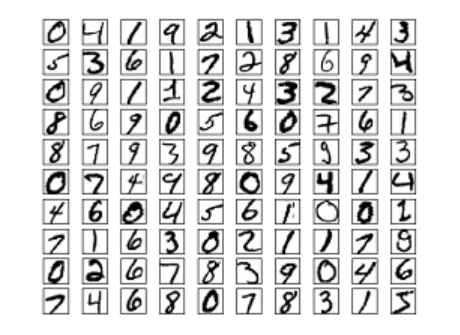 0 4 1 9 2 1 3 1 4 3
5 3 6 1 7 2 8 6 9 4
0 9 1 1 2 4 3 2 7 3
8 6 9 0 5 6 0 7 6 1
8 7 9 3 9 8 5 9 3 3
0 7 4 9 8 0 9 4 1 4
4 6 0 4 5 6 1 0 0 1
7 1 6 3 0 2 1 1 7 9
0 2 6 7 8 3 9 0 4 6
7 4 6 8 0 7 8 3 1 5